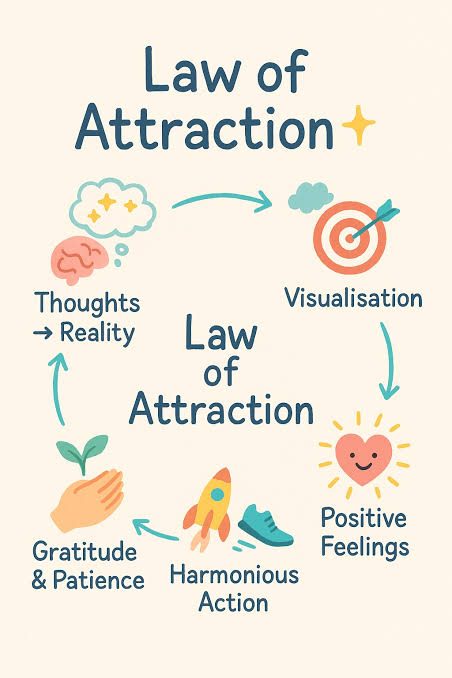 Law of
Attraction
Thoughts
→ Reality
Visualisation
Law
of
Attraction
Positive
Feelings
Harmonious
Action
Gratitude
& Patience